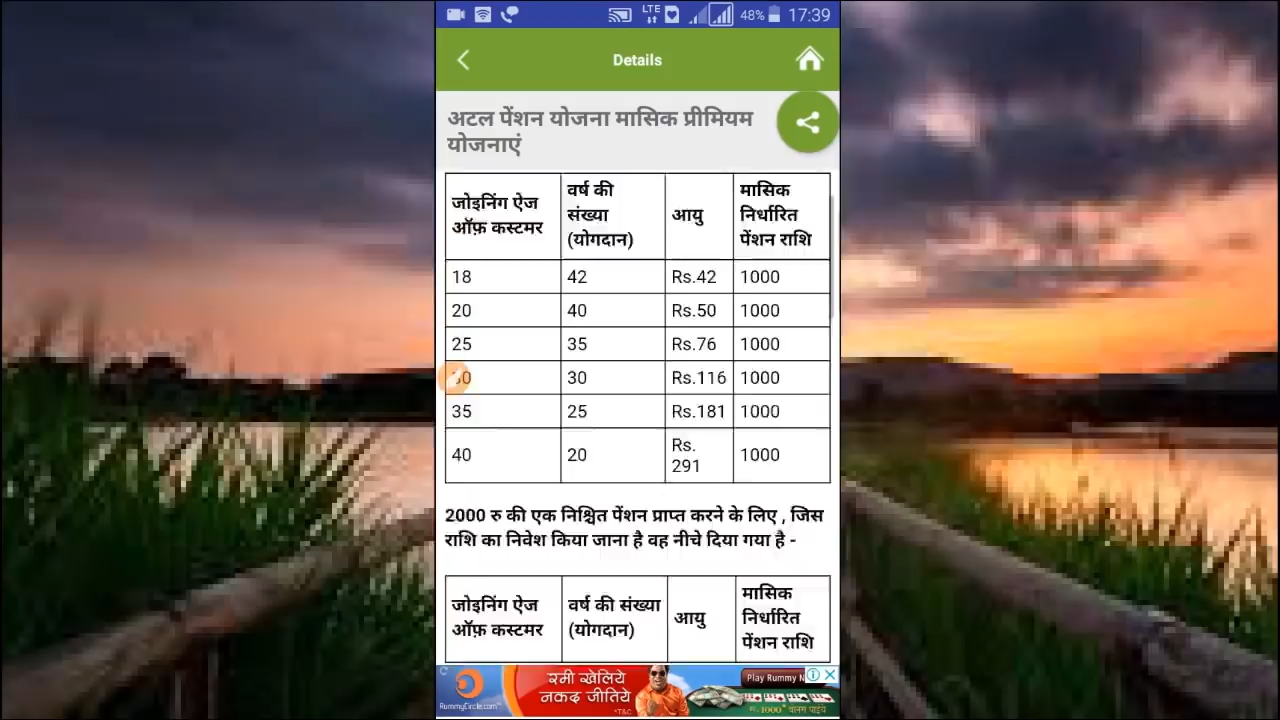 LTE
48%
17:39
Details
अटल पेंशन योजना मासिक प्रीमियम
योजनाएं
जोइनिंग ऐज
ऑफ़ कस्टमर
वर्ष की
संख्या
(योगदान)
आयु
मासिक
निर्धारित
पेंशन राशि
18 42 Rs.42 1000
20 40 Rs.50 1000
25 35 Rs.76 1000
30 30 Rs.116 1000
35 25 Rs.181 1000
40 20 Rs. 291 1000
2000 रु की एक निश्चित पेंशन प्राप्त करने के लिए , जिस
राशि का निवेश किया जाना है वह नीचे दिया गया है -
जोइनिंग ऐज
ऑफ़ कस्टमर
वर्ष की संख्या
(योगदान)
आयु
मासिक
निर्धारित
पेंशन राशि
RummyCircle.com
रमी खेलिये
नकद जीतिये
*T&C
Play Rummy N